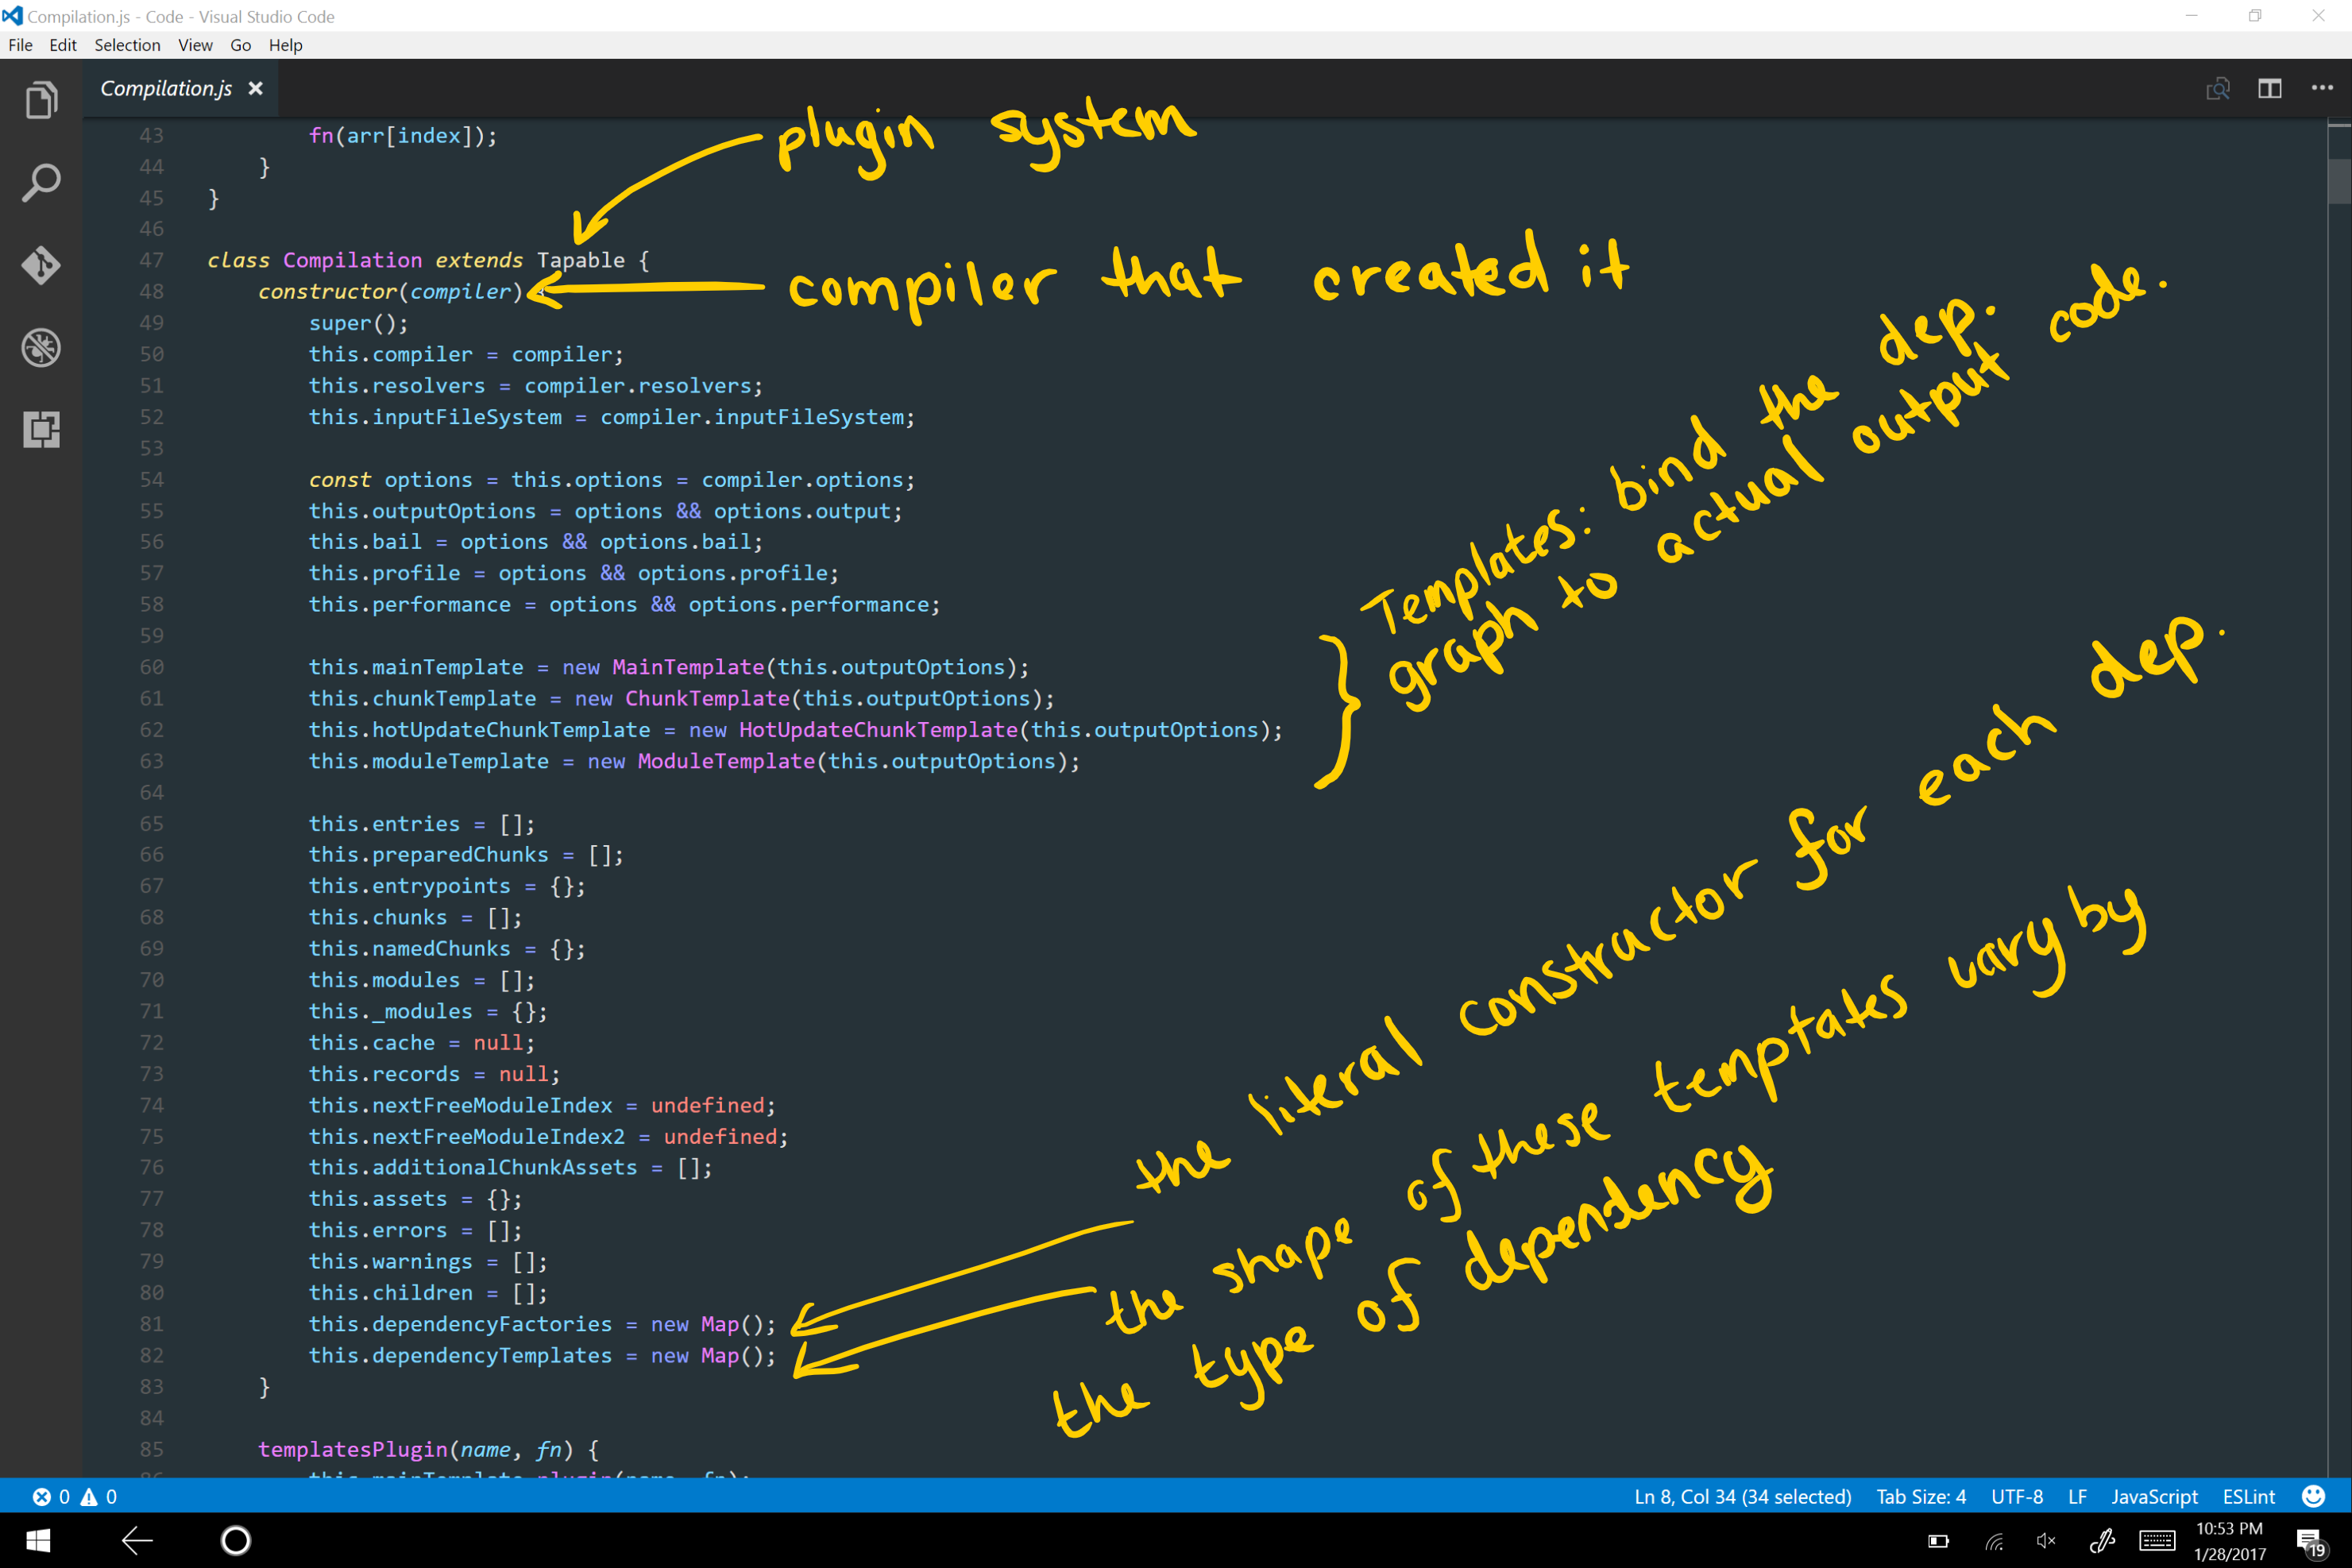 Compilation.js - Code - Visual Studio Code
File Edit Selection View Go Help
Compilation.js
43 fn(arr[index]);
44 }
45 }
46
47 class Compilation extends Tapable {
48 constructor(compiler)
49 super();
50 this.compiler = compiler;
51 this.resolvers = compiler.resolvers;
52 this.inputFileSystem = compiler.inputFileSystem;
53
54 const options = this.options = compiler.options;
55 this.outputOptions = options && options.output;
56 this.bail = options && options.bail;
57 this.profile = options && options.profile;
58 this.performance = options && options.performance;
59
60 this.mainTemplate = new MainTemplate(this.outputOptions);
61 this.chunkTemplate = new ChunkTemplate(this.outputOptions);
62 this.hotUpdateChunkTemplate = new HotUpdateChunkTemplate(this.outputOptions);
63 this.moduleTemplate = new ModuleTemplate(this.outputOptions);
64
65 this.entries = [];
66 this.preparedChunks = [];
67 this.entrypoints = {};
68 this.chunks = [];
69 this.namedChunks = {};
70 this.modules = [];
71 this._modules = {};
72 this.cache = null;
73 this.records = null;
74 this.nextFreeModuleIndex = undefined;
75 this.nextFreeModuleIndex2 = undefined;
76 this.additionalChunkAssets = [];
77 this.assets = {};
78 this.errors = [];
79 this.warnings = [];
80 this.children = [];
81 this.dependencyFactories = new Map();
82 this.dependencyTemplates = new Map();
83 }
84
85 templatesPlugin(name, fn) {
86 this.mainTemplate.plugin(name, fn);
plugin system
compiler that created it
Templates: bind the dep.
graph to actual output code.
the literal constructor for each dep.
the shape of these temptates vary by
the type of dependency
0 0
Ln 8, Col 34 (34 selected) Tab Size: 4 UTF-8 LF JavaScript ESLint
10:53 PM
1/28/2017
19